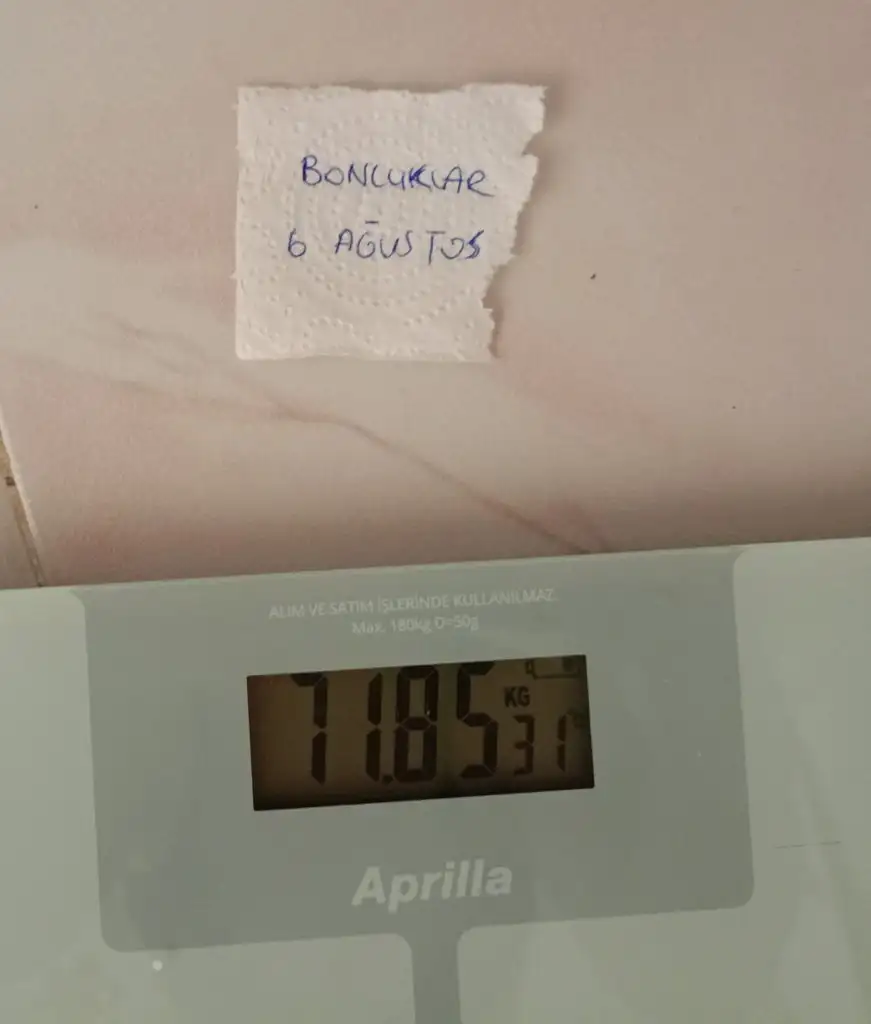 BONCUKLAR
6 AĞUSTOS
ALIM VE SATIM İŞLERİNDE KULLANILMAZ.
Max. 180kg D=50g
71.85 KG
31°
Aprilla